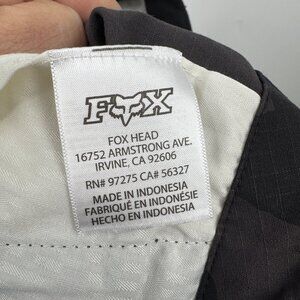 FOX
FOX HEAD
16752 ARMSTRONG AVE.
IRVINE, CA 92606
RN# 97275 CA# 56327
MADE IN INDONESIA
FABRIQUÉ EN INDONÉSIE
HECHO EN INDONESIA